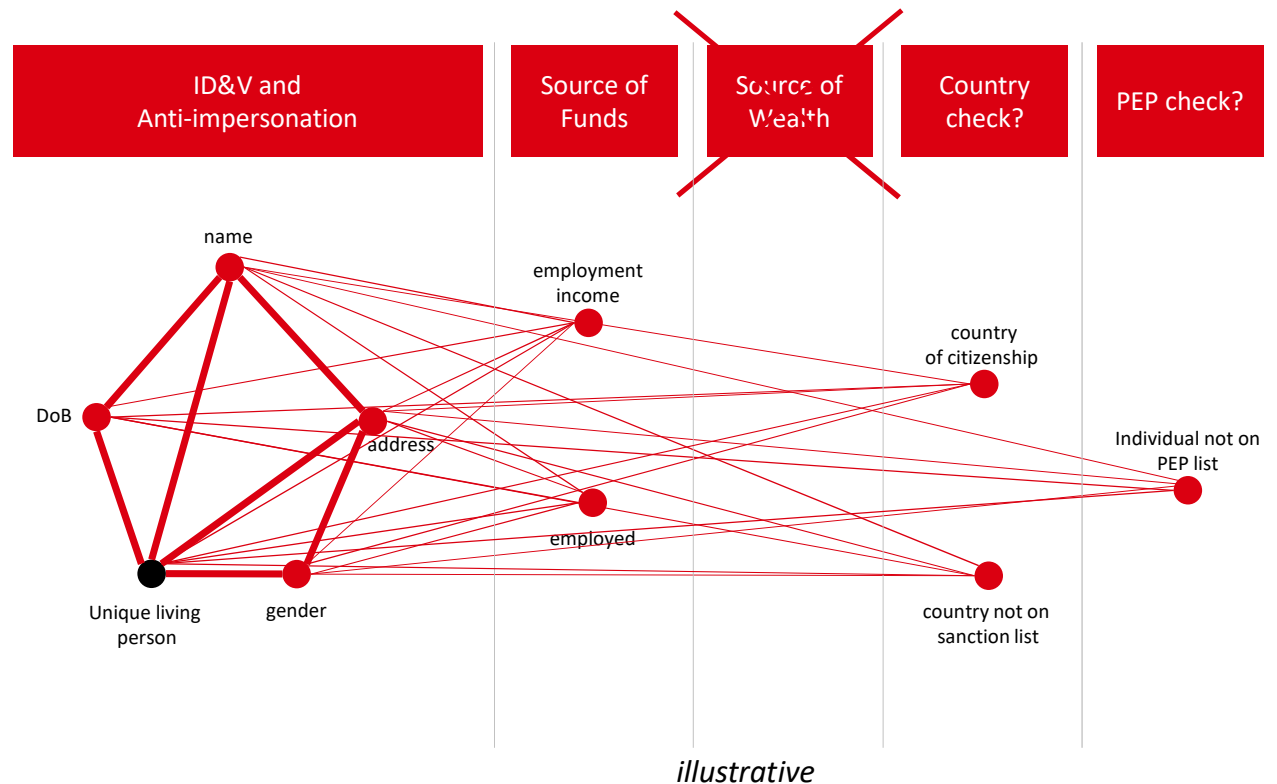 ID&V and
Anti-impersonation
Source of
Funds
Source of
Wealth
Country
check?
PEP check?
name
employment
income
country
of citizenship
DoB
address
Individual not on
PEP list
employed
Unique living
person
gender
country not on
sanction list
illustrative